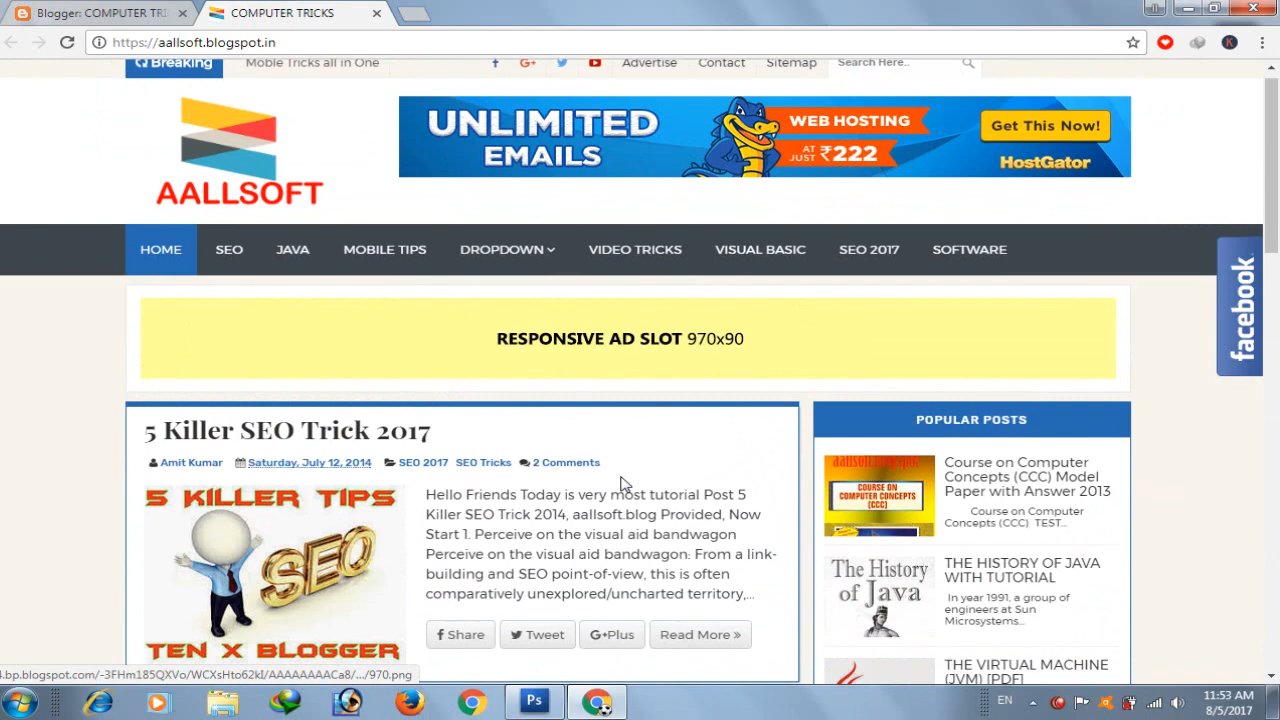 Blogger: COMPUTER TRI
COMPUTER TRICKS
https://aallsoft.blogspot.in
K
Breaking
Moble Tricks all in One
Advertise
Contact
Sitemap
Search Here..
AALLSOFT
UNLIMITED
EMAILS
WEB HOSTING
AT JUST ₹222
Get This Now!
HostGator
HOME
SEO
JAVA
MOBILE TIPS
DROPDOWN
VIDEO TRICKS
VISUAL BASIC
SEO 2017
SOFTWARE
facebook
RESPONSIVE AD SLOT 970x90
5 Killer SEO Trick 2017
Amit Kumar
Saturday, July 12, 2014
SEO 2017
SEO Tricks
2 Comments
5 KILLER TIPS
SEO
TEN X BLOGGER
Hello Friends Today is very most tutorial Post 5
Killer SEO Trick 2014, aallsoft.blog Provided, Now
Start 1. Perceive on the visual aid bandwagon
Perceive on the visual aid bandwagon: From a link-
building and SEO point-of-view, this is often
comparatively unexplored/uncharted territory,...
Share
Tweet
G+Plus
Read More »
POPULAR POSTS
COURSE ON
COMPUTER CONCEPTS
(CCC)
Course on Computer
Concepts (CCC) Model
Paper with Answer 2013
Course on Computer
Concepts (CCC) TEST...
The History
of Java
THE HISTORY OF JAVA
WITH TUTORIAL
In year 1991, a group of
engineers at Sun
Microsystems...
THE VIRTUAL MACHINE
(JVM) [PDF]
4.bp.blogspot.com/-3FHm185QXVo/WCXsHto62kI/AAAAAAAACa8/.../970.png
Ps
EN
11:53 AM
8/5/2017